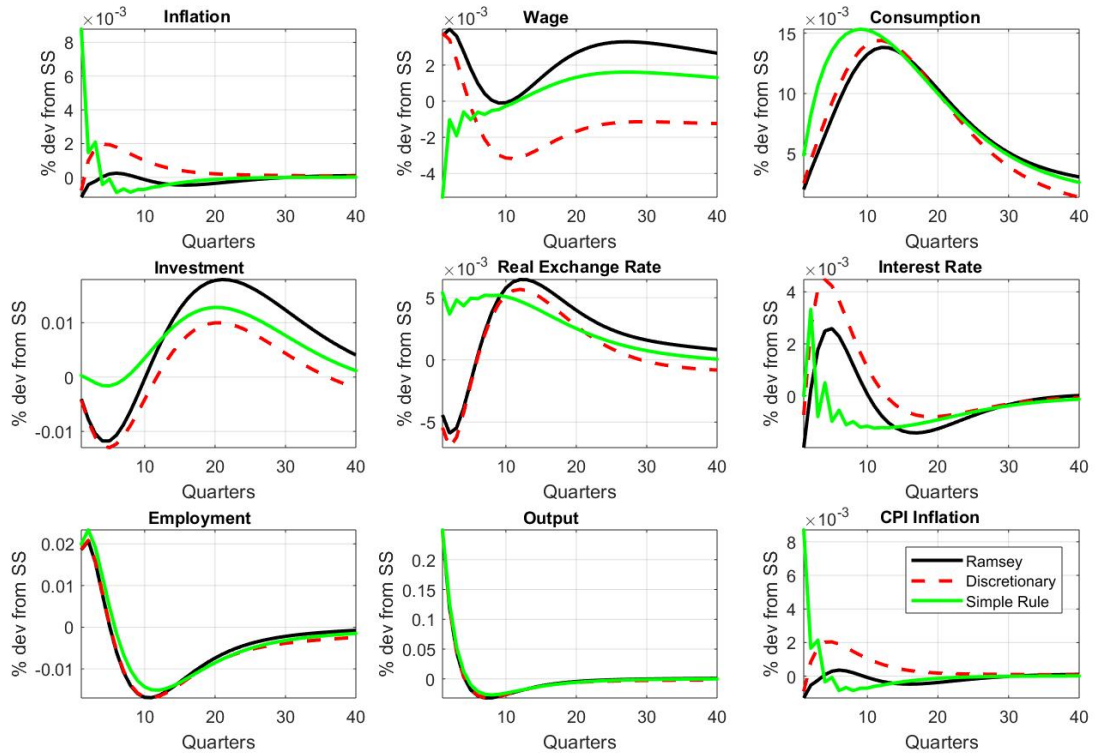 Inflation
×10⁻³
8
6
4
2
0
10 20 30 40
Quarters
% dev from SS
Wage
×10⁻³
2
0
-2
-4
10 20 30 40
Quarters
% dev from SS
Consumption
×10⁻³
15
10
5
10 20 30 40
Quarters
% dev from SS
Investment
0.01
0
-0.01
10 20 30 40
Quarters
% dev from SS
Real Exchange Rate
×10⁻³
5
0
-5
10 20 30 40
Quarters
% dev from SS
Interest Rate
×10⁻³
4
2
0
10 20 30 40
Quarters
% dev from SS
Employment
0.02
0.01
0
-0.01
10 20 30 40
Quarters
% dev from SS
Output
0.2
0.15
0.1
0.05
0
10 20 30 40
Quarters
% dev from SS
CPI Inflation
×10⁻³
8
6
4
2
0
10 20 30 40
Quarters
% dev from SS
Ramsey
Discretionary
Simple Rule